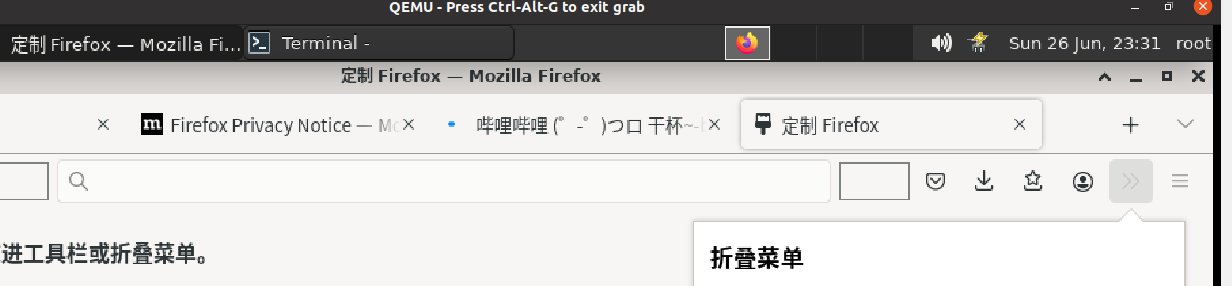 QEMU - Press Ctrl-Alt-G to exit grab
定制 Firefox — Mozilla Fi... Terminal - Sun 26 Jun, 23:31 root
定制 Firefox — Mozilla Firefox
m Firefox Privacy Notice — Mo 哔哩哔哩 (゜-゜)つロ 干杯~- 定制 Firefox
进工具栏或折叠菜单。
折叠菜单